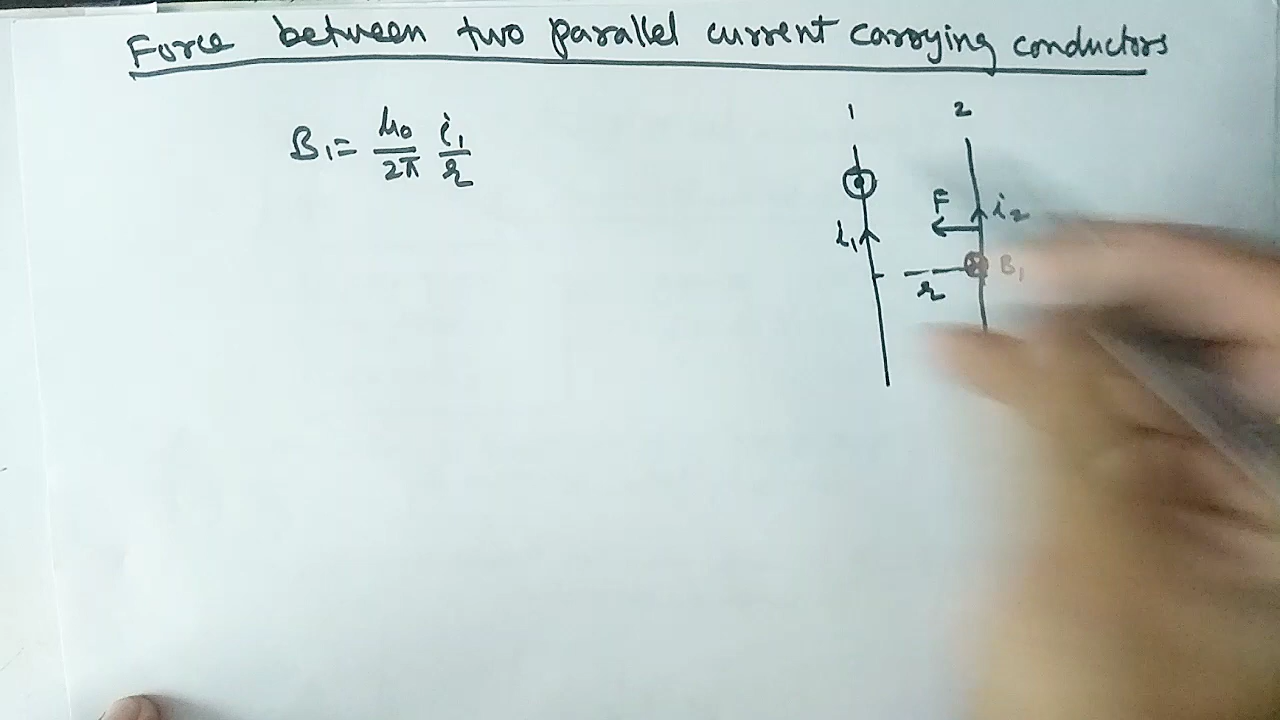 Force between two parallel current carrying conductors
B₁ = μ₀/2π i₁/r
1 2
F i₂
i₁
B₁
r